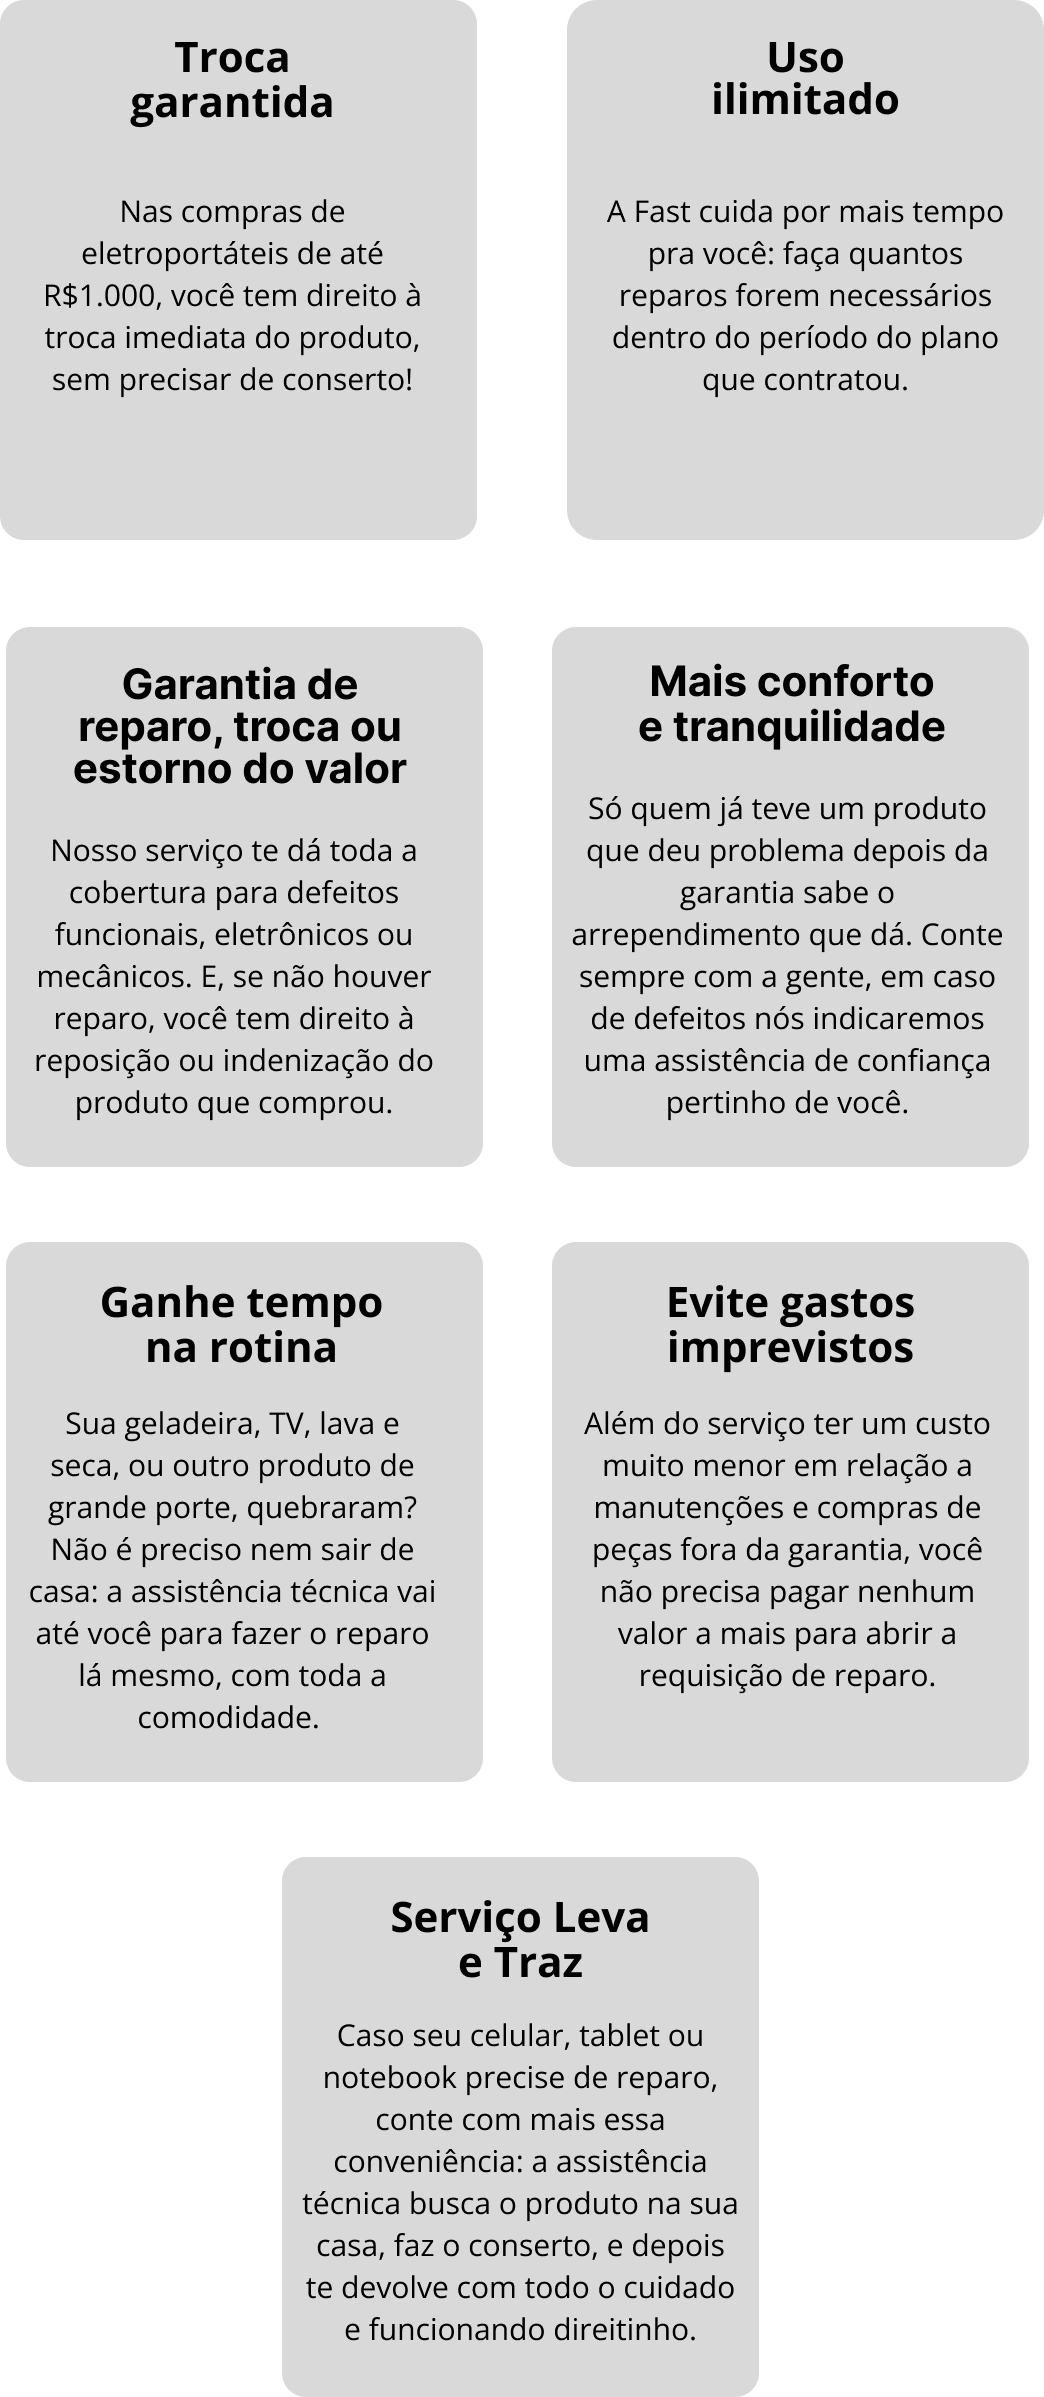 Troca
garantida
Nas compras de
eletroportáteis de até
R$1.000, você tem direito à
troca imediata do produto,
sem precisar de conserto!
Uso
ilimitado
A Fast cuida por mais tempo
pra você: faça quantos
reparos forem necessários
dentro do período do plano
que contratou.
Garantia de
reparo, troca ou
estorno do valor
Nosso serviço te dá toda a
cobertura para defeitos
funcionais, eletrônicos ou
mecânicos. E, se não houver
reparo, você tem direito à
reposição ou indenização do
produto que comprou.
Mais conforto
e tranquilidade
Só quem já teve um produto
que deu problema depois da
garantia sabe o
arrependimento que dá. Conte
sempre com a gente, em caso
de defeitos nós indicaremos
uma assistência de confiança
pertinho de você.
Ganhe tempo
na rotina
Sua geladeira, TV, lava e
seca, ou outro produto de
grande porte, quebraram?
Não é preciso nem sair de
casa: a assistência técnica vai
até você para fazer o reparo
lá mesmo, com toda a
comodidade.
Evite gastos
imprevistos
Além do serviço ter um custo
muito menor em relação a
manutenções e compras de
peças fora da garantia, você
não precisa pagar nenhum
valor a mais para abrir a
requisição de reparo.
Serviço Leva
e Traz
Caso seu celular, tablet ou
notebook precise de reparo,
conte com mais essa
conveniência: a assistência
técnica busca o produto na sua
casa, faz o conserto, e depois
te devolve com todo o cuidado
e funcionando direitinho.